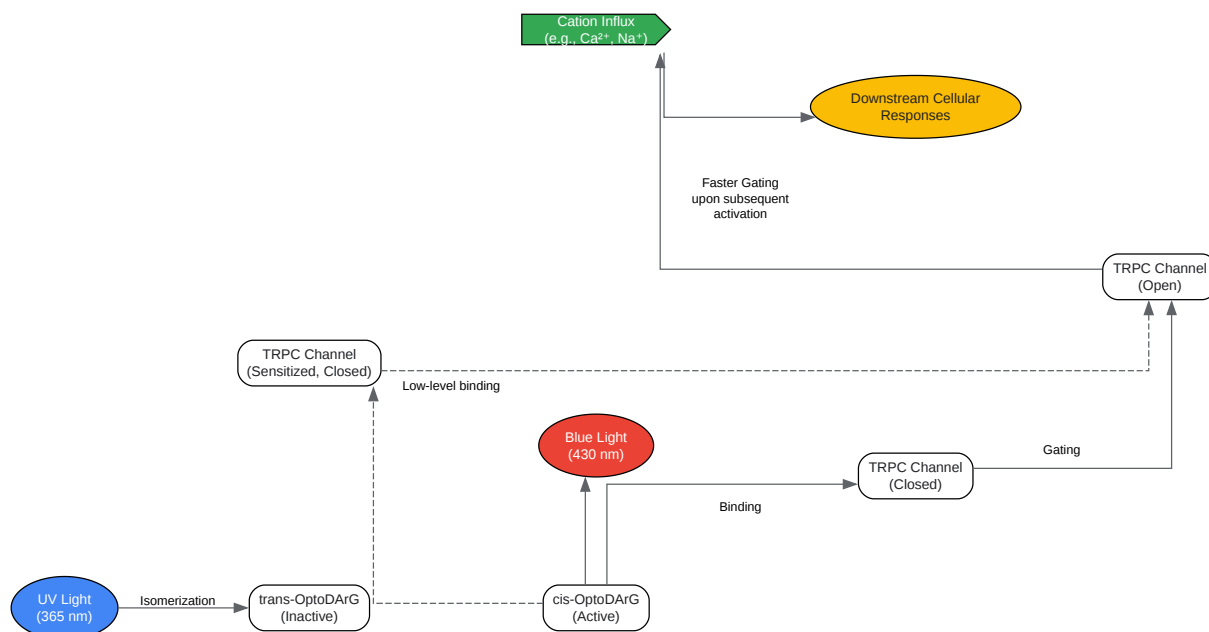 Cation Influx
(e.g., Ca²⁺, Na⁺)
Downstream Cellular
Responses
Faster Gating
upon subsequent
activation
TRPC Channel
(Open)
TRPC Channel
(Sensitized, Closed)
Low-level binding
Blue Light
(430 nm)
Gating
TRPC Channel
(Closed)
Binding
UV Light
(365 nm)
Isomerization
trans-OptoDArG
(Inactive)
cis-OptoDArG
(Active)